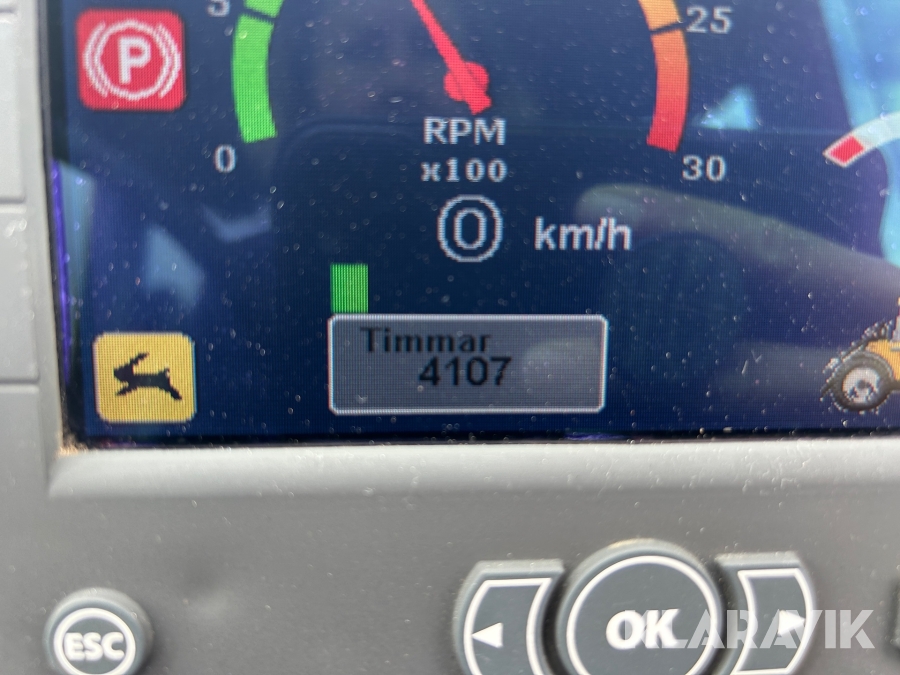 5
25
P
0
RPM
x100
30
0 km/h
Timmar
4107
ESC
OK
KLARAVIK